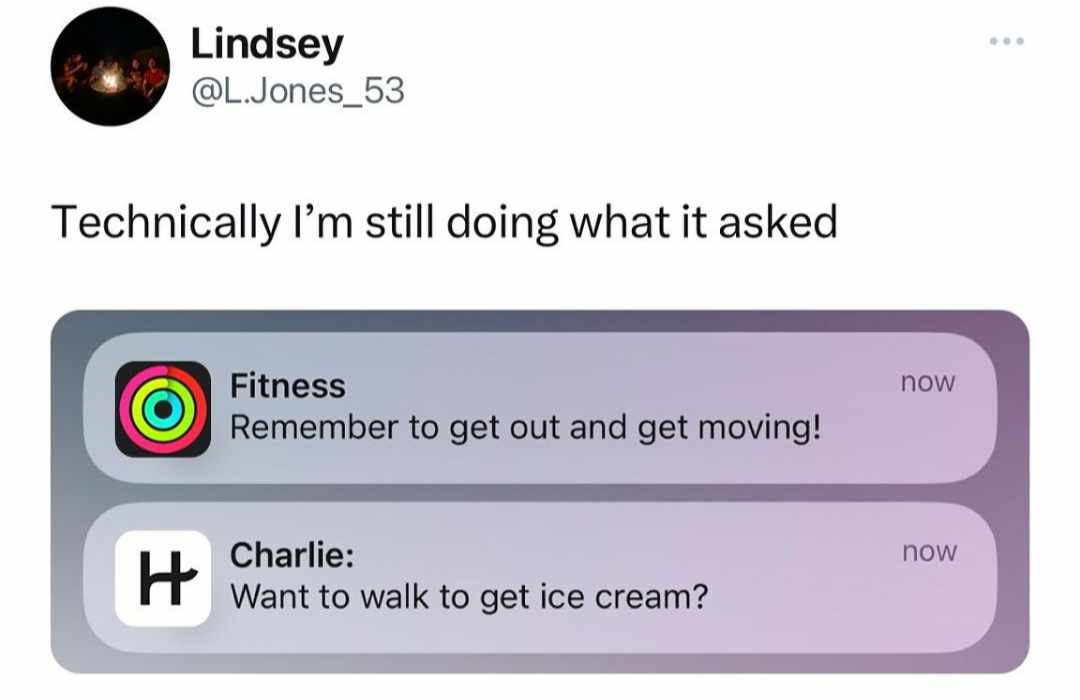 Lindsey
@L.Jones_53
Technically I’m still doing what it asked
Fitness
now
Remember to get out and get moving!
H
Charlie:
now
Want to walk to get ice cream?